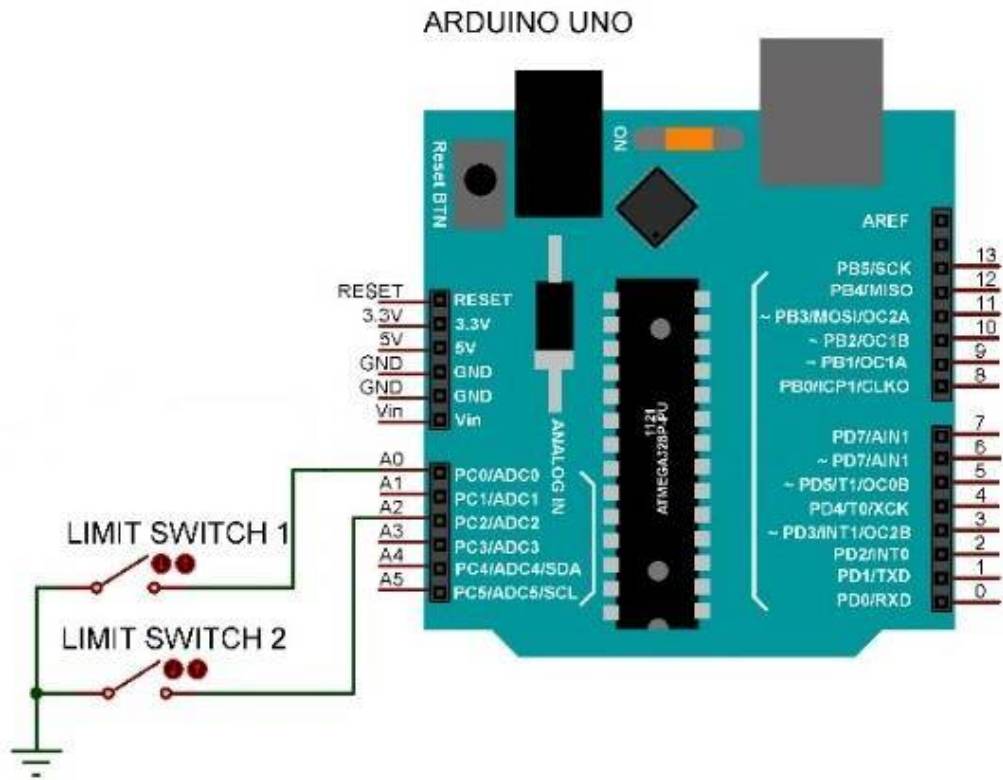 ARDUINO UNO
Reset BTN
ON
RESET
3.3V
5V
GND
GND
Vin
RESET
3.3V
5V
GND
GND
Vin
A0
A1
A2
A3
A4
A5
PC0/ADC0
PC1/ADC1
PC2/ADC2
PC3/ADC3
PC4/ADC4/SDA
PC5/ADC5/SCL
ANALOG IN
1121
ATMEGA328P-PU
AREF
PB5/SCK
PB4/MISO
~ PB3/MOSI/OC2A
~ PB2/OC1B
~ PB1/OC1A
PB0/ICP1/CLKO
PD7/AIN1
~ PD7/AIN1
~ PD5/T1/OC0B
PD4/T0/XCK
~ PD3/INT1/OC2B
PD2/INT0
PD1/TXD
PD0/RXD
13
12
11
10
9
8
7
6
5
4
3
2
1
0
LIMIT SWITCH 1
LIMIT SWITCH 2